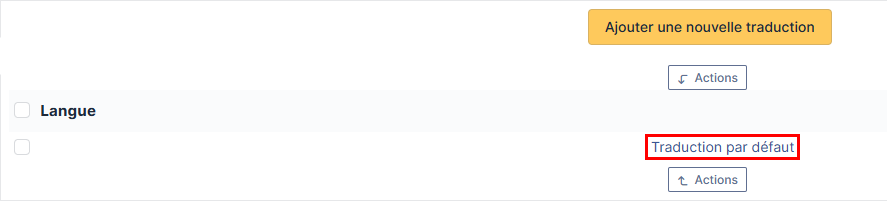 Ajouter une nouvelle traduction
Actions
Langue
Traduction par défaut
Actions